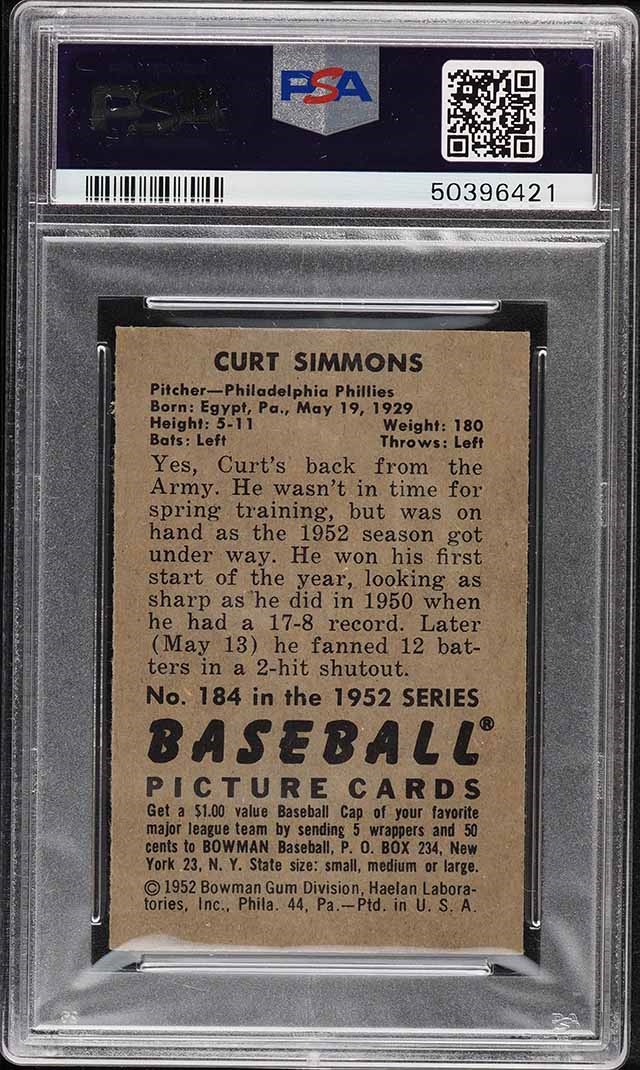 PSA
PSA
50396421
CURT SIMMONS
Pitcher—Philadelphia Phillies
Born: Egypt, Pa., May 19, 1929
Height: 5-11 Weight: 180
Bats: Left Throws: Left
Yes, Curt's back from the
Army. He wasn't in time for
spring training, but was on
hand as the 1952 season got
under way. He won his first
start of the year, looking as
sharp as he did in 1950 when
he had a 17-8 record. Later
(May 13) he fanned 12 bat-
ters in a 2-hit shutout.
No. 184 in the 1952 SERIES
BASEBALL®
PICTURE CARDS
Get a $1.00 value Baseball Cap of your favorite
major league team by sending 5 wrappers and 50
cents to BOWMAN Baseball, P. O. BOX 234, New
York 23, N. Y. State size: small, medium or large.
© 1952 Bowman Gum Division, Haelan Labora-
tories, Inc., Phila. 44, Pa.—Ptd. in U. S. A.
PSA